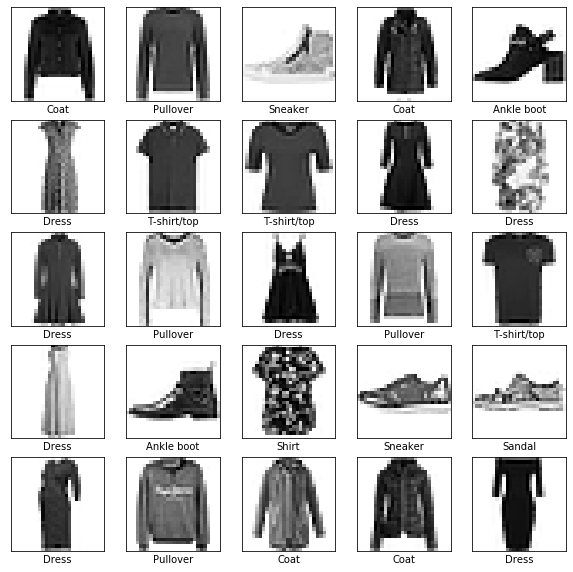 Coat Pullover Sneaker Coat Ankle boot
Dress T-shirt/top T-shirt/top Dress Dress
Dress Pullover Dress Pullover T-shirt/top
Dress Ankle boot Shirt Sneaker Sandal
Dress Pullover Coat Coat Dress